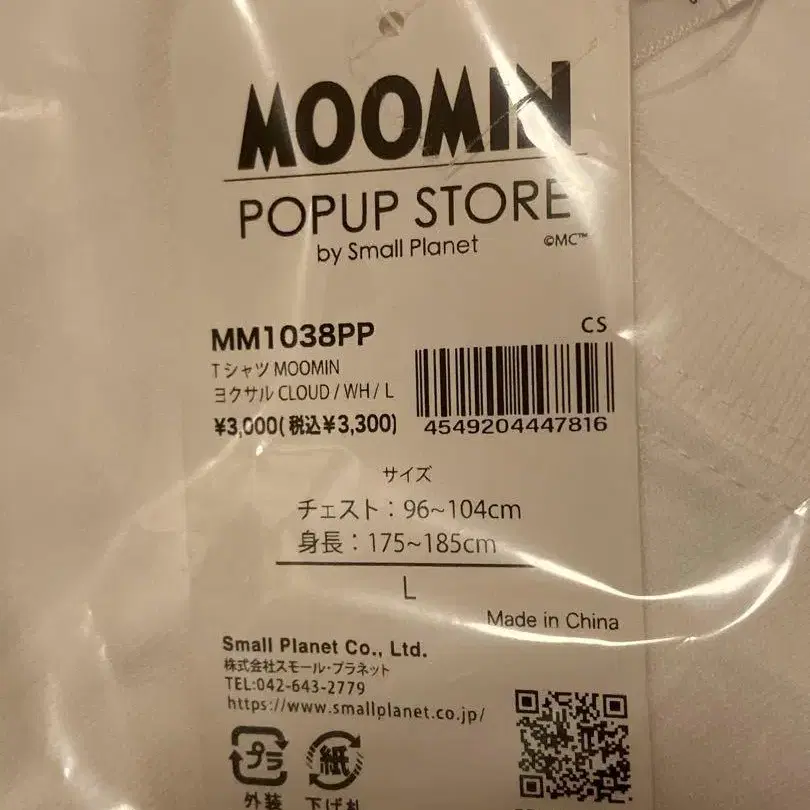 MOOMIN
POPUP STORE
by Small Planet ©MC™
MM1038PP
CS
Tシャツ MOOMIN
ヨクサル CLOUD / WH / L
¥3,000(税込¥3,300)
4549204447816
サイズ
チェスト：96~104cm
身長：175~185cm
L
Made in China
Small Planet Co., Ltd.
株式会社スモール・プラネット
TEL:042-643-2779
https://www.smallplanet.co.jp/
プラ 紙
外装 下げ札